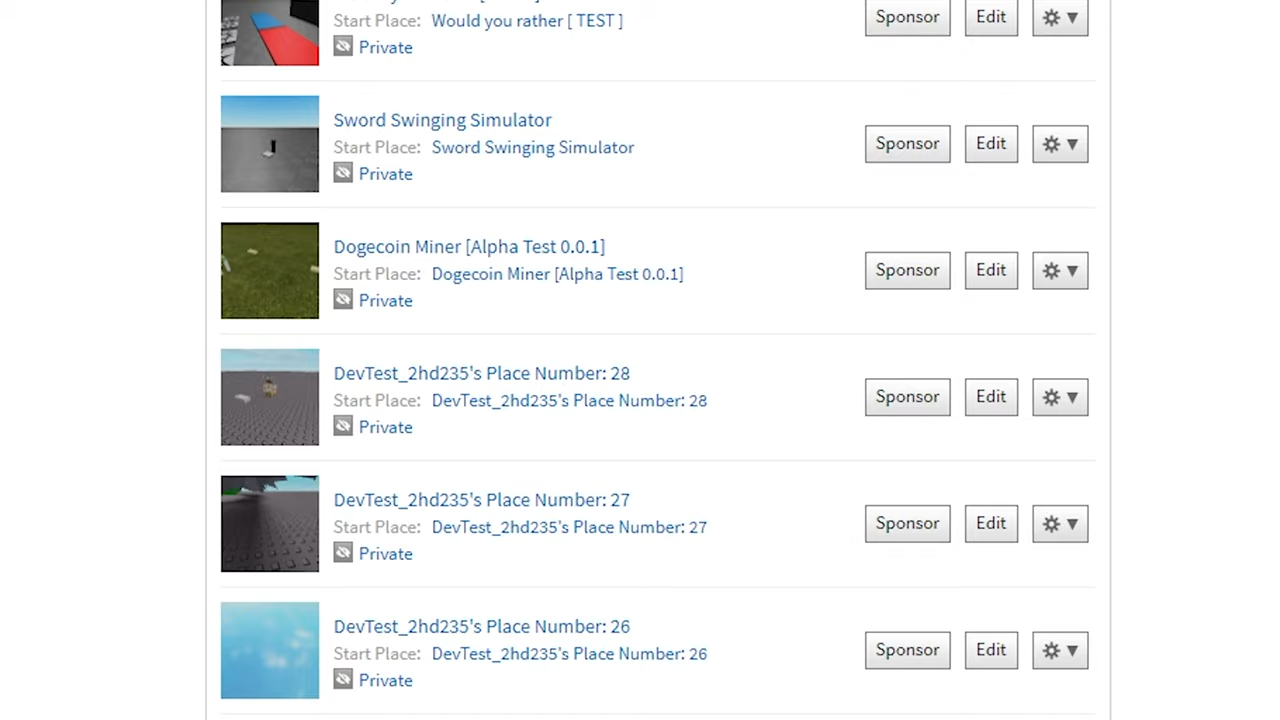 Start Place: Would you rather [ TEST ] Sponsor Edit
Private
Sword Swinging Simulator
Start Place: Sword Swinging Simulator Sponsor Edit
Private
Dogecoin Miner [Alpha Test 0.0.1]
Start Place: Dogecoin Miner [Alpha Test 0.0.1] Sponsor Edit
Private
DevTest_2hd235's Place Number: 28
Start Place: DevTest_2hd235's Place Number: 28 Sponsor Edit
Private
DevTest_2hd235's Place Number: 27
Start Place: DevTest_2hd235's Place Number: 27 Sponsor Edit
Private
DevTest_2hd235's Place Number: 26
Start Place: DevTest_2hd235's Place Number: 26 Sponsor Edit
Private